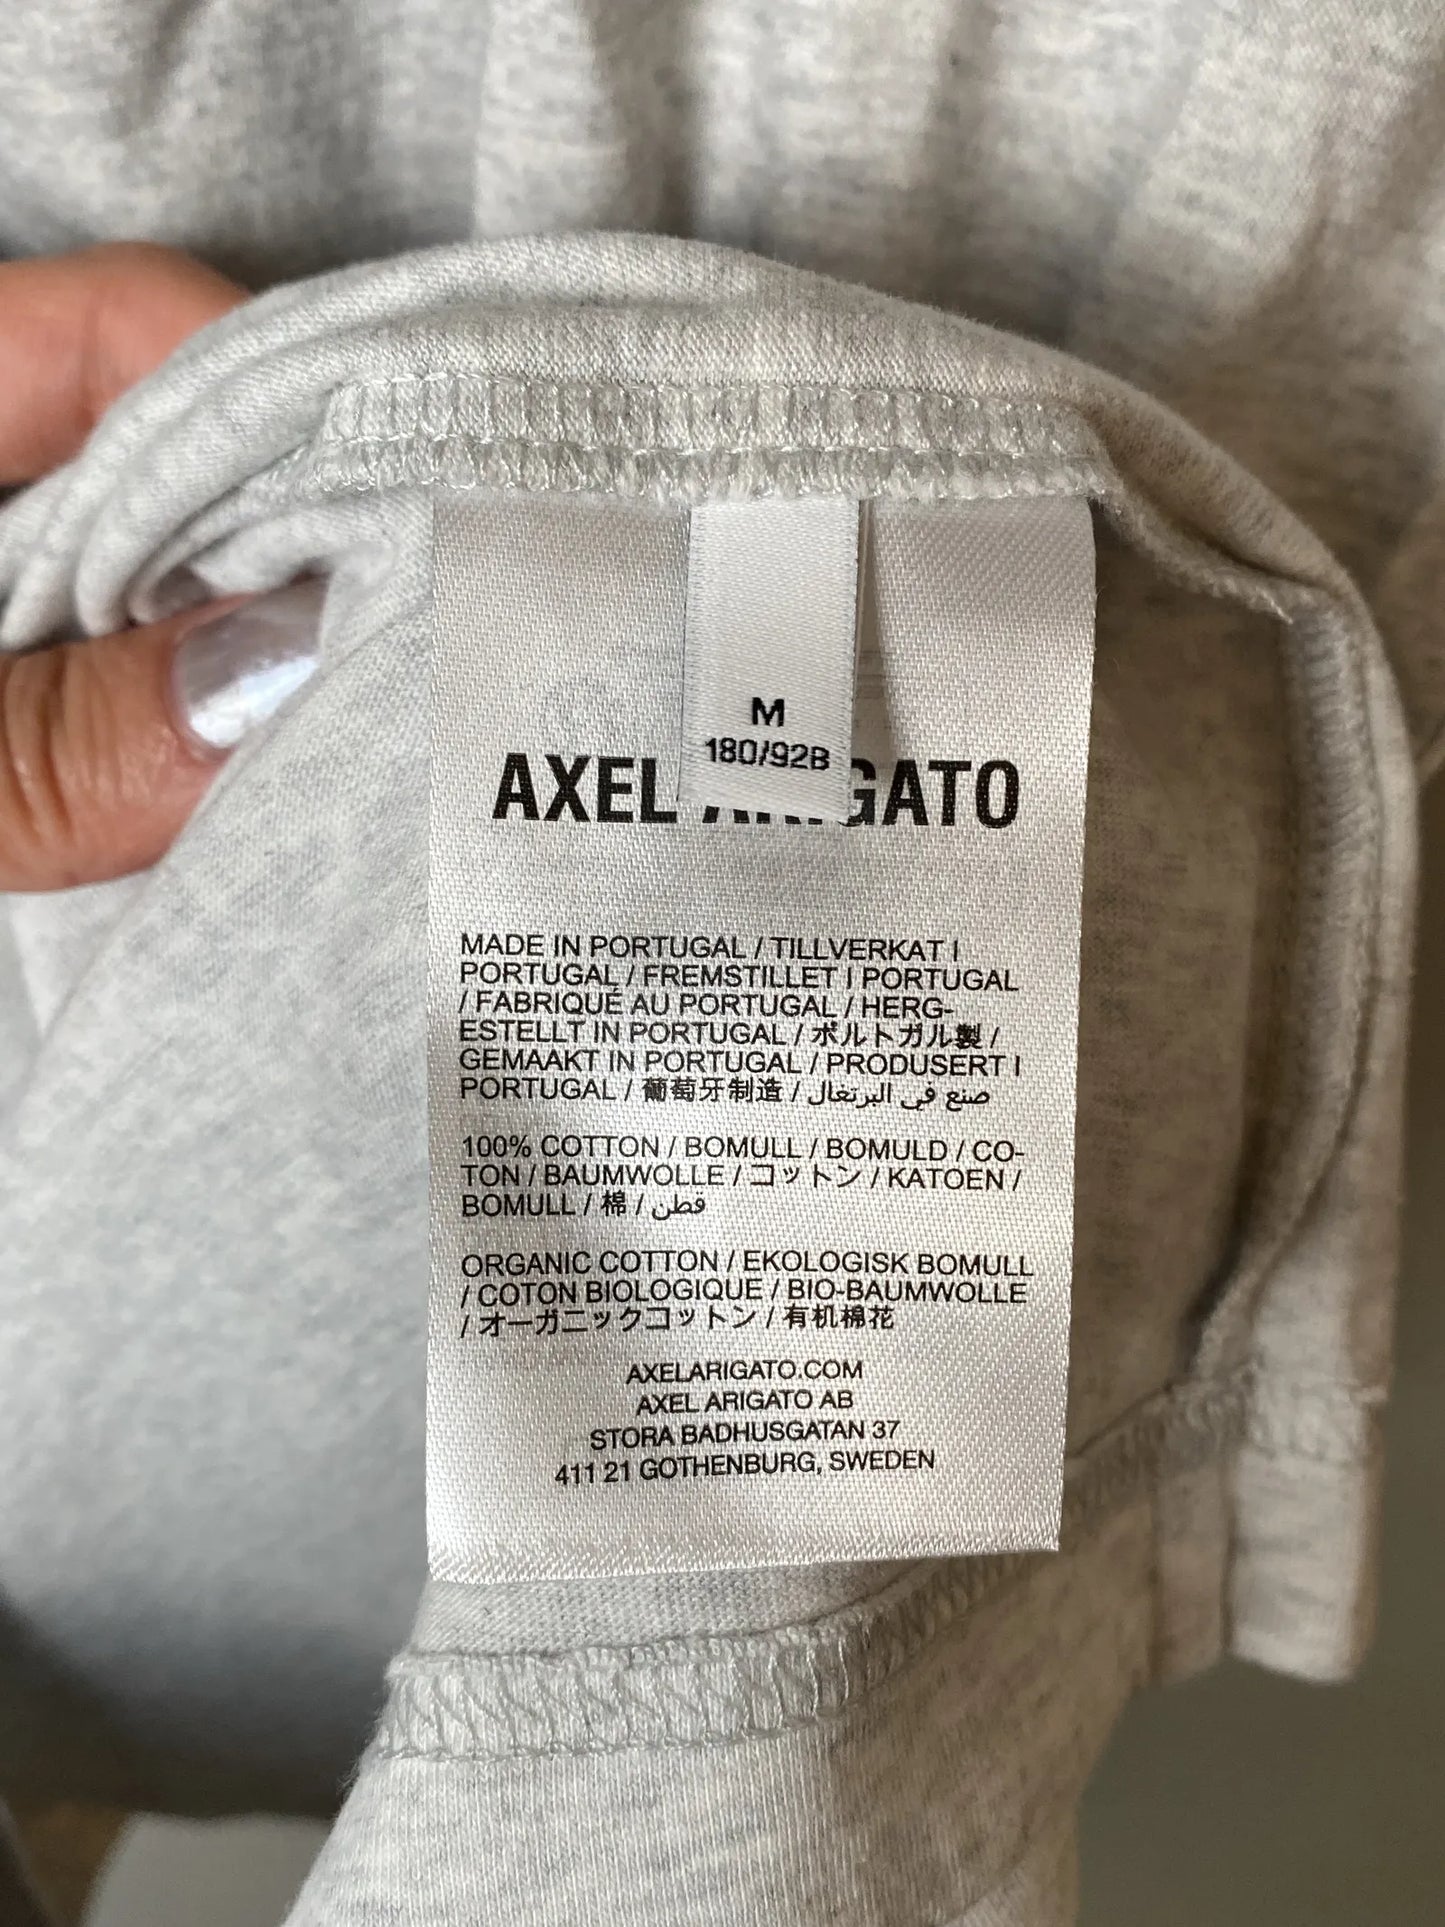 M
180/92B
AXEL ARIGATO
MADE IN PORTUGAL / TILLVERKAT I
PORTUGAL / FREMSTILLET I PORTUGAL
/ FABRIQUÉ AU PORTUGAL / HERG-
ESTELLT IN PORTUGAL / ポルトガル製 /
GEMAAKT IN PORTUGAL / PRODUSERT I
PORTUGAL / 葡萄牙制造 / صنع في البرتغال
100% COTTON / BOMULL / BOMULD / CO-
TON / BAUMWOLLE / コットン / KATOEN /
BOMULL / 棉 / قطن
ORGANIC COTTON / EKOLOGISK BOMULL
/ COTON BIOLOGIQUE / BIO-BAUMWOLLE
/ オーガニックコットン / 有机棉花
AXELARIGATO.COM
AXEL ARIGATO AB
STORA BADHUSGATAN 37
411 21 GOTHENBURG, SWEDEN